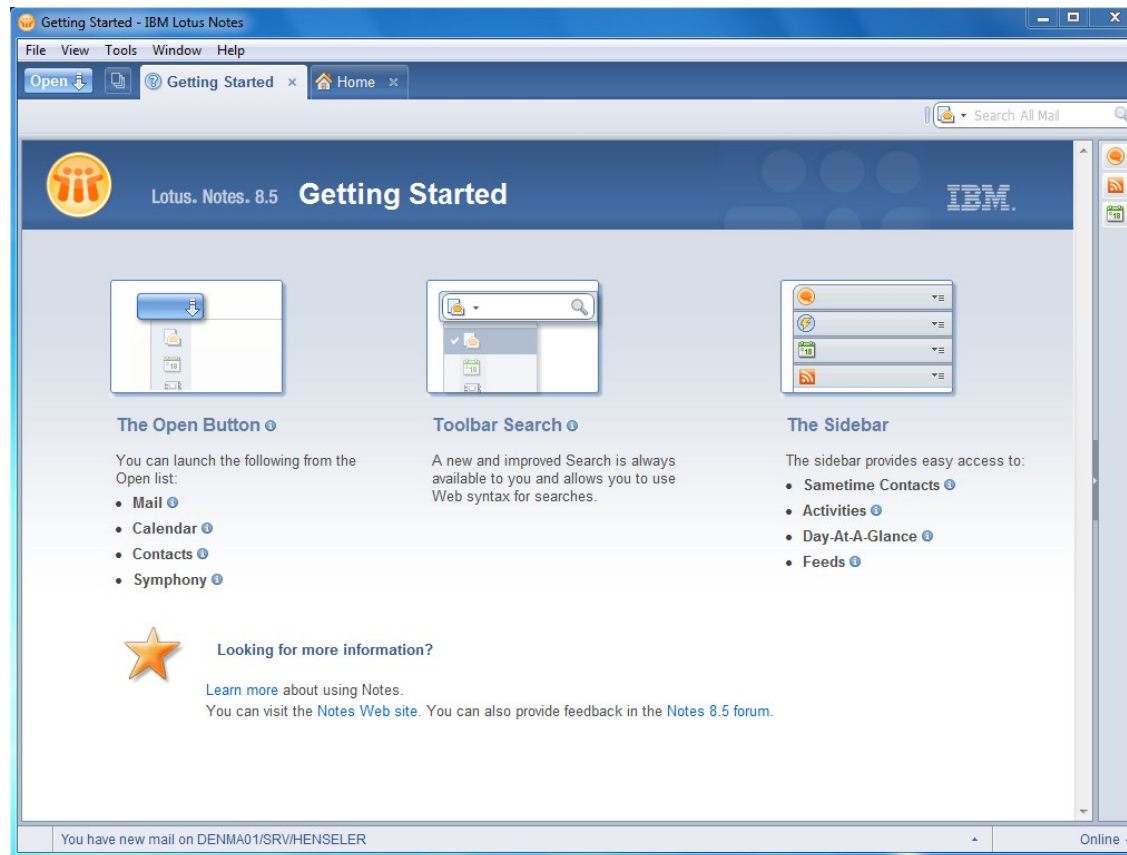 Getting Started - IBM Lotus Notes
File View Tools Window Help
Open Getting Started Home
Search All Mail
Lotus. Notes. 8.5 Getting Started IBM.
18
18 18 18
The Open Button
You can launch the following from the
Open list:
• Mail
• Calendar
• Contacts
• Symphony
Toolbar Search
A new and improved Search is always
available to you and allows you to use
Web syntax for searches.
The Sidebar
The sidebar provides easy access to:
• Sametime Contacts
• Activities
• Day-At-A-Glance
• Feeds
Looking for more information?
Learn more about using Notes.
You can visit the Notes Web site. You can also provide feedback in the Notes 8.5 forum.
You have new mail on DENMA01/SRV/HENSELER
Online